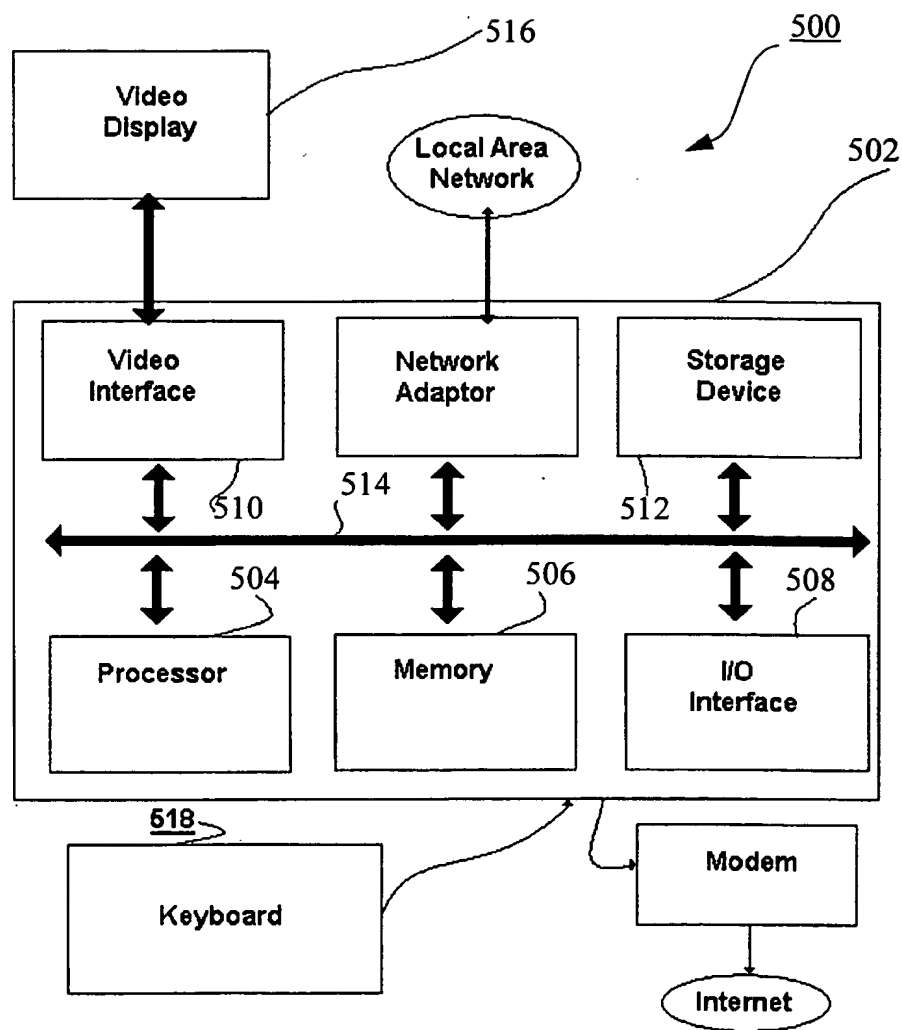 516
500
Video
Display
Local Area
Network
502
Video
Interface
Network
Adaptor
Storage
Device
510
514
512
504
506
508
Processor
Memory
I/O
Interface
518
Keyboard
Modem
Internet